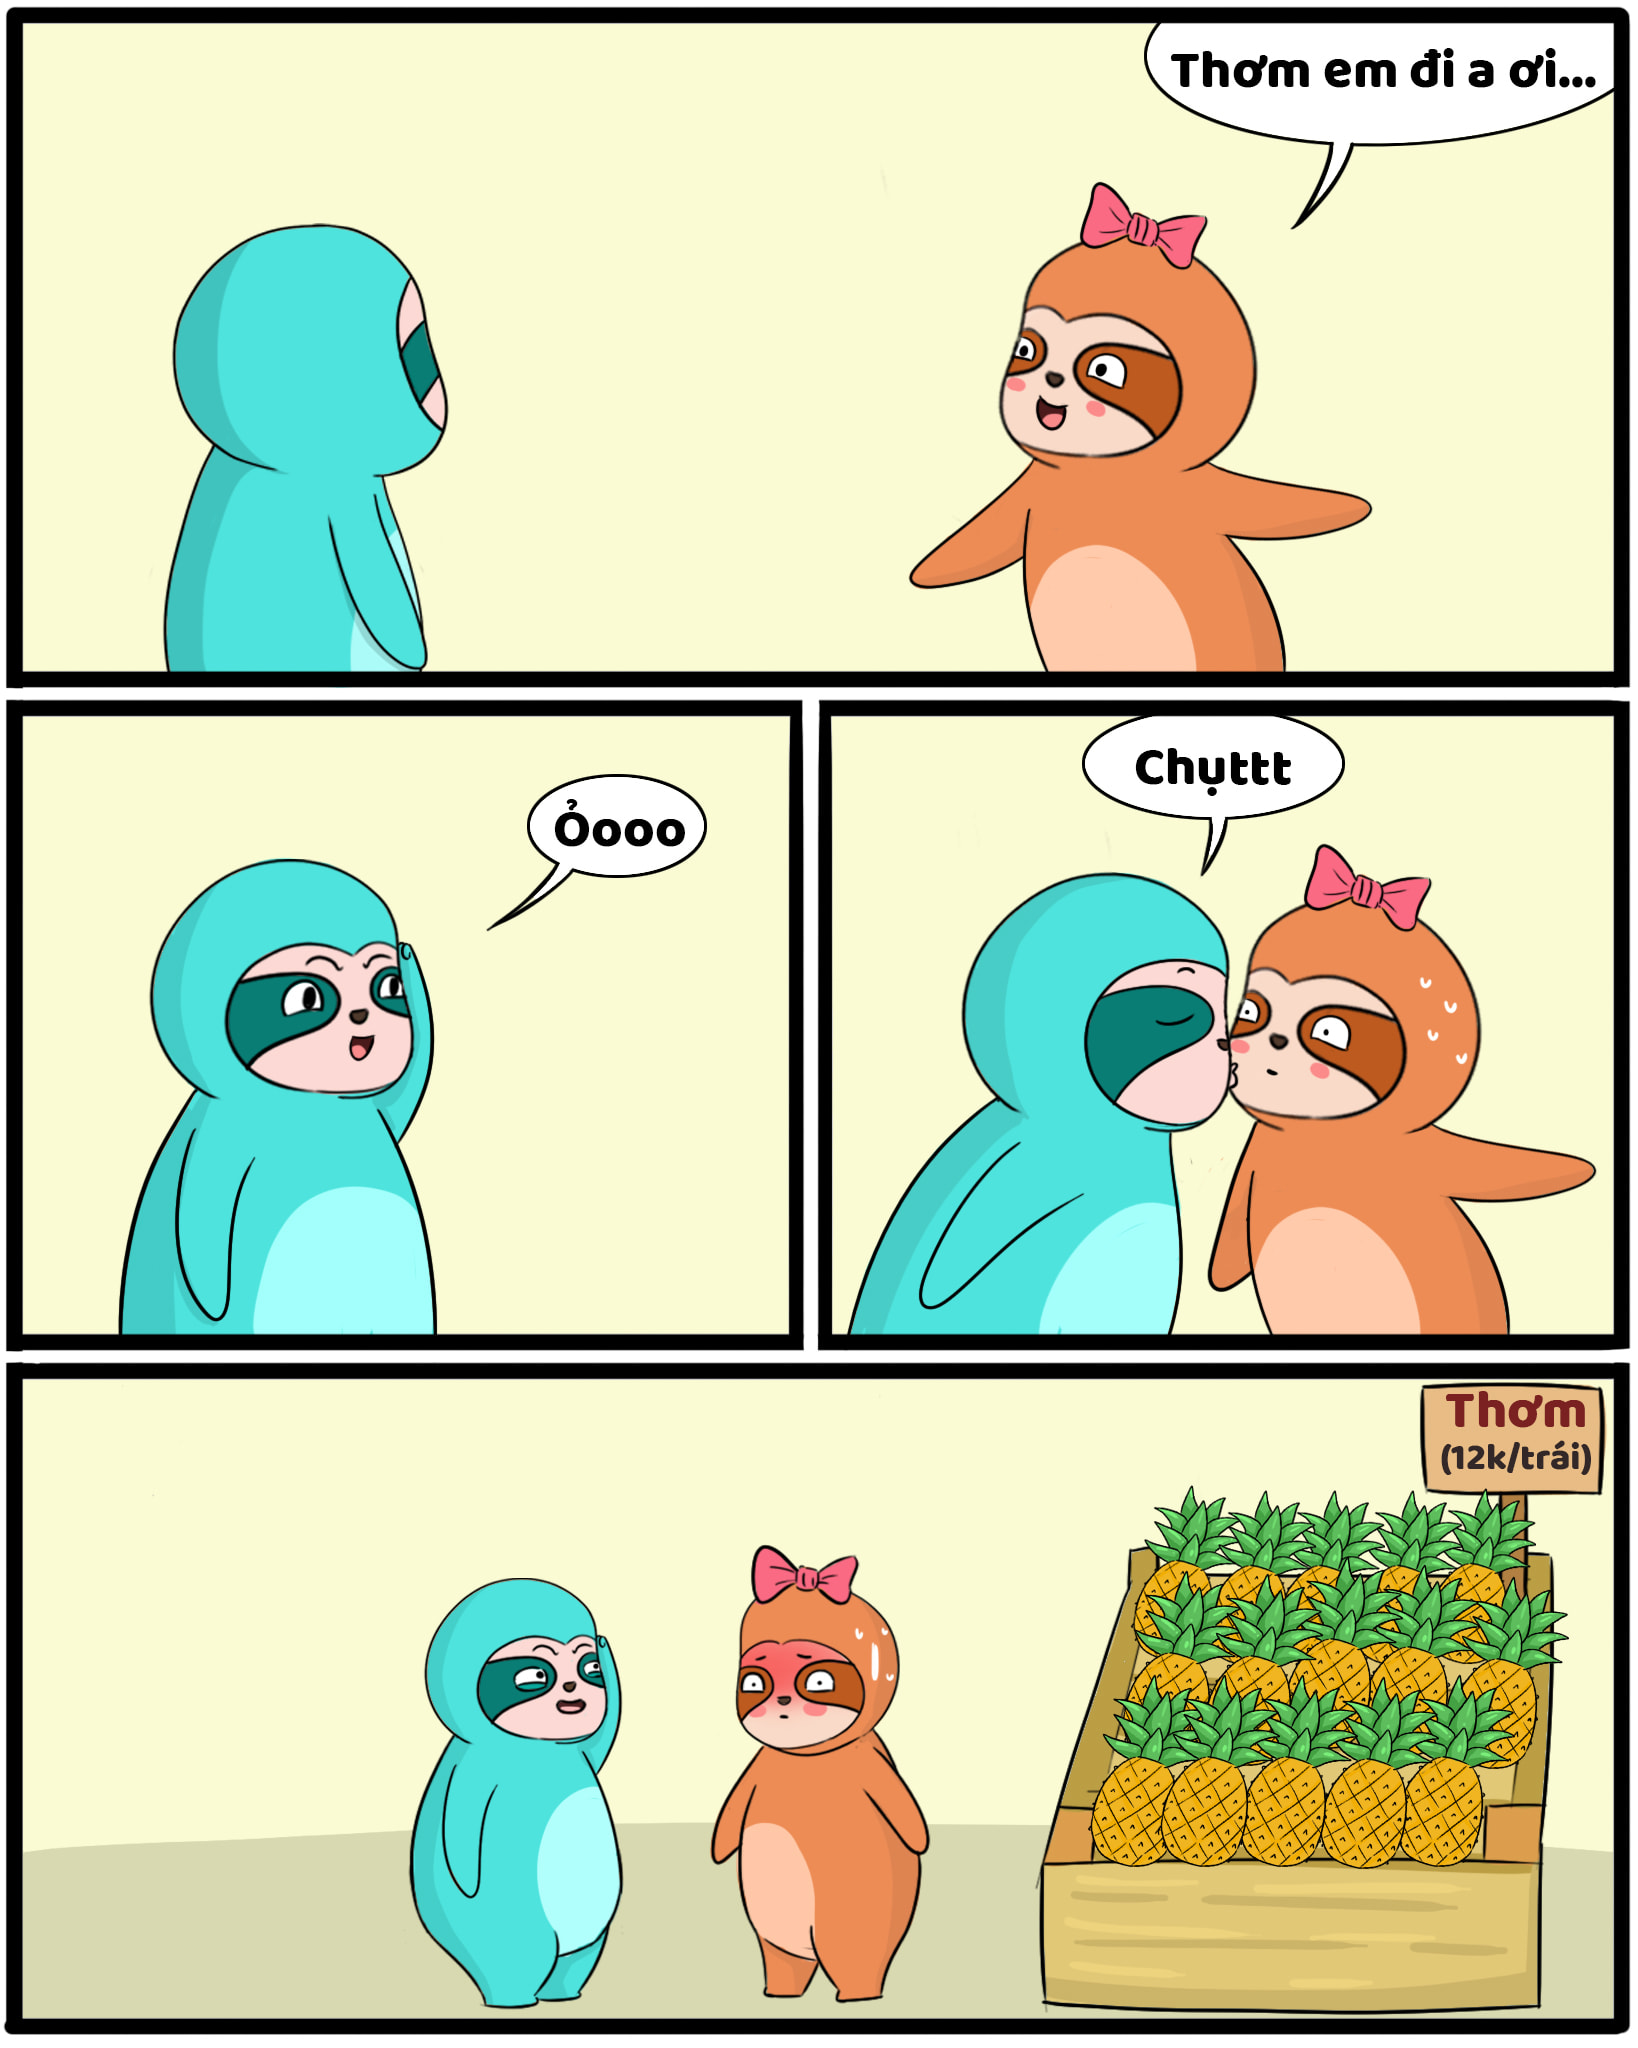 Thơm em đi a ơi...
Ỏooo
Chụttt
Thơm
(12k/trái)